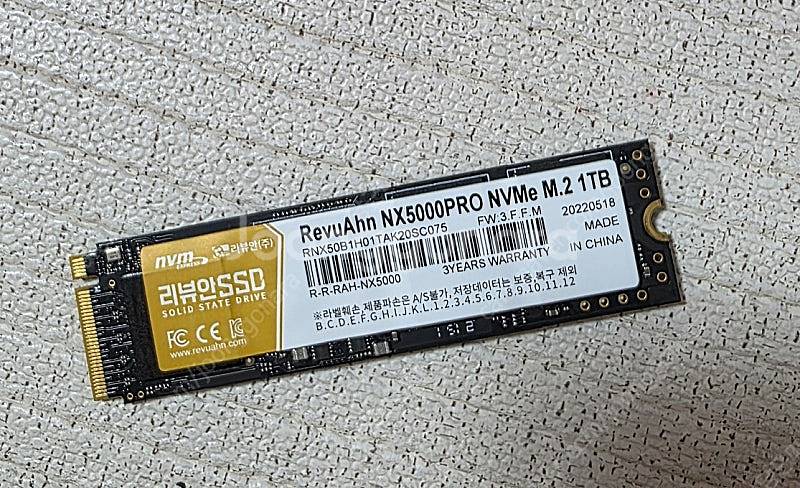 nvm
EXPRESS
리뷰안(주)
리뷰안SSD
SOLID STATE DRIVE
FC CE
www.revuahn.com
RevuAhn NX5000PRO NVMe M.2 1TB
RNX50B1H01TAK20SC075
FW:3.F.F.M
20220518
MADE
IN CHINA
3YEARS WARRANTY
R-R-RAH-NX5000
※라벨훼손,제품파손은 A/S불가, 저장데이터는 보증,복구 제외
B.C.D.E.F.G.H.I.J.K.L.1.2.3.4.5.6.7.8.9.10.11.12
1912